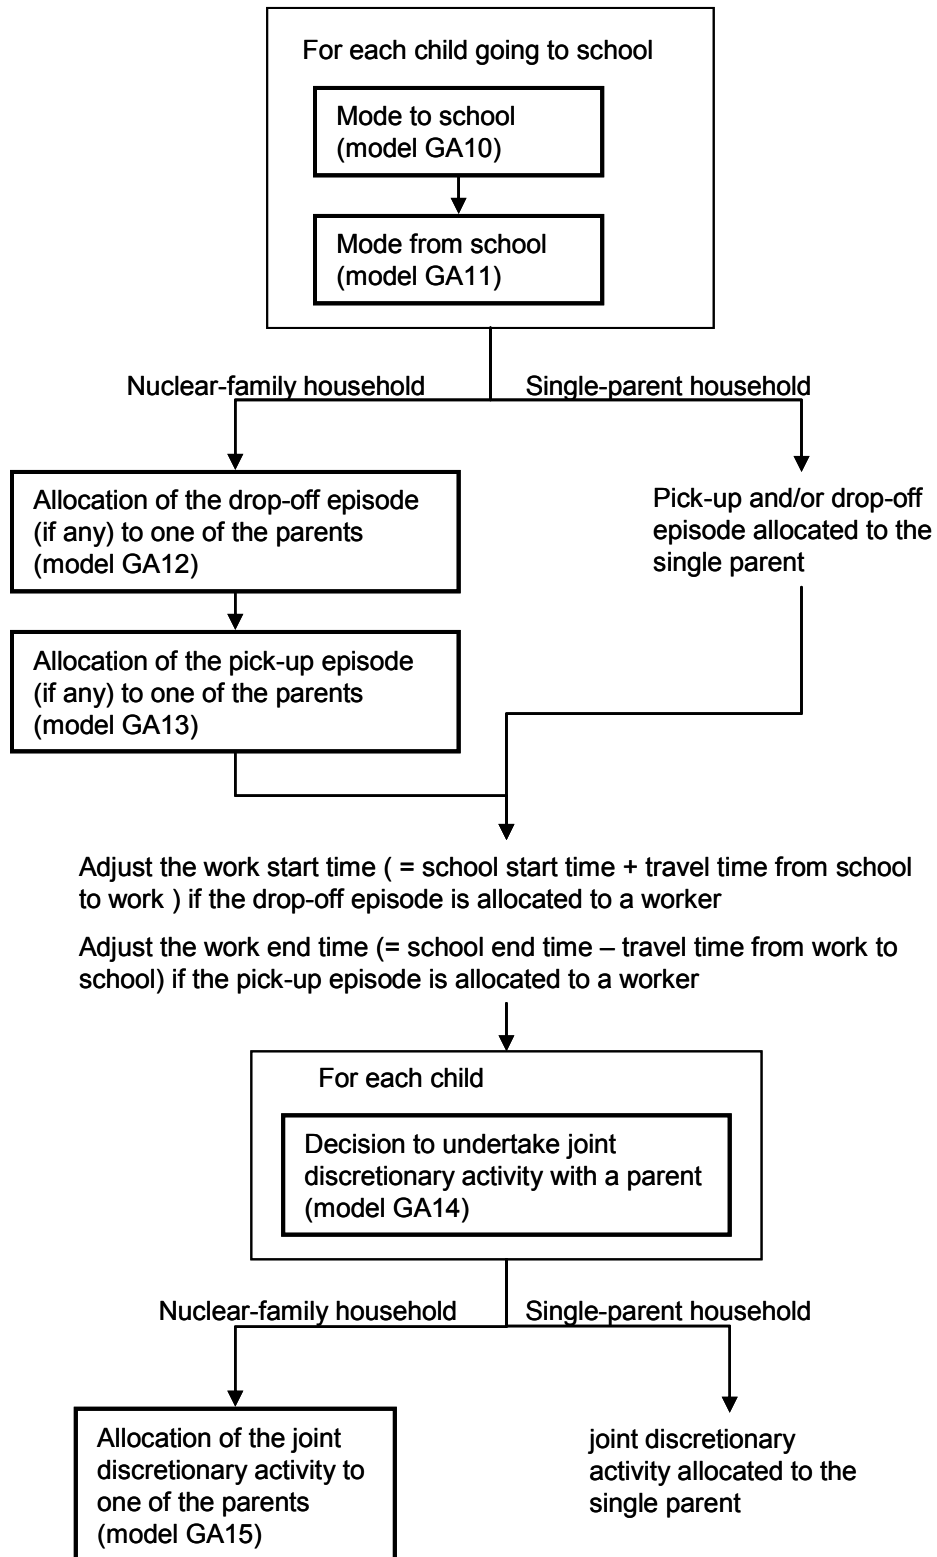 For each child going to school
Mode to school
(model GA10)
Mode from school
(model GA11)
Nuclear-family household
Single-parent household
Allocation of the drop-off episode
(if any) to one of the parents
(model GA12)
Pick-up and/or drop-off
episode allocated to the
single parent
Allocation of the pick-up episode
(if any) to one of the parents
(model GA13)
Adjust the work start time ( = school start time + travel time from school
to work ) if the drop-off episode is allocated to a worker
Adjust the work end time (= school end time – travel time from work to
school) if the pick-up episode is allocated to a worker
For each child
Decision to undertake joint
discretionary activity with a parent
(model GA14)
Nuclear-family household
Single-parent household
Allocation of the joint
discretionary activity to
one of the parents
(model GA15)
joint discretionary
activity allocated to the
single parent